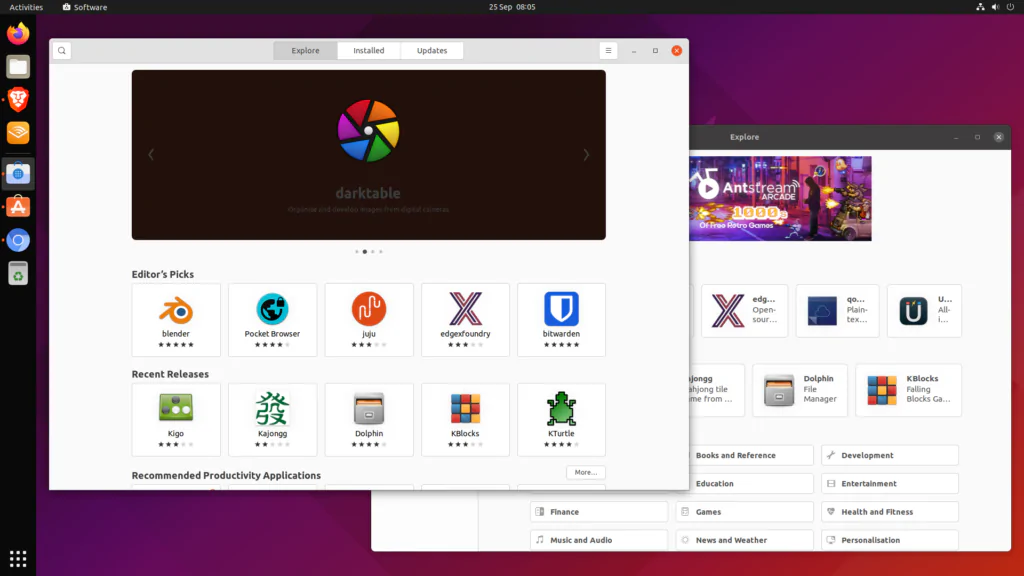 Activities
Software
25 Sep 08:05
Explore
Installed
Updates
darktable
Organise and develop images from digital cameras
Editor's Picks
blender
Pocket Browser
juju
edgexfoundry
bitwarden
Recent Releases
Kigo
Kajongg
Dolphin
KBlocks
KTurtle
Recommended Productivity Applications
More...
Explore
Antstream
ARCADE
1000s
Of Free Retro Games
edg...
Open-
sour...
qo...
Plain-
tex...
U...
All-
i...
ajongg
ahjong tile
me from ...
Dolphin
File
Manager
KBlocks
Falling
Blocks Ga...
Books and Reference
Development
Education
Entertainment
Finance
Games
Health and Fitness
Music and Audio
News and Weather
Personalisation